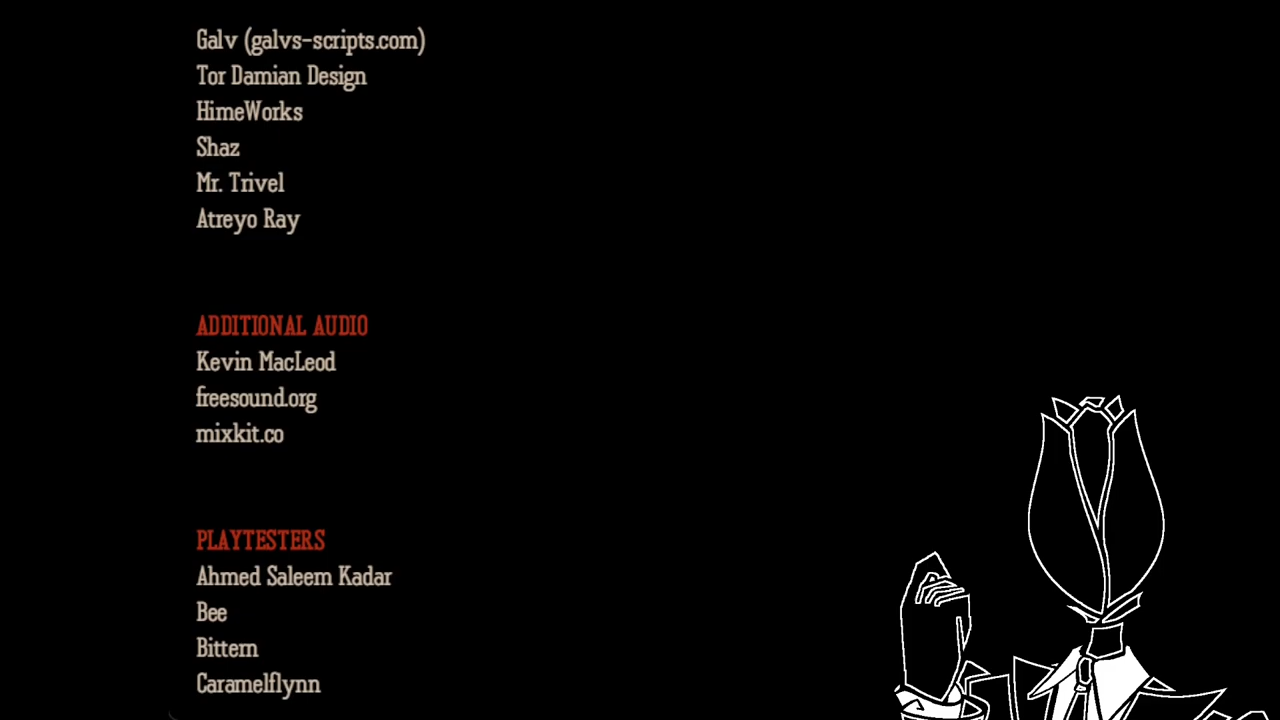 Galv (galvs-scripts.com)
Tor Damian Design
HimeWorks
Shaz
Mr. Trivel
Atreyo Ray
ADDITIONAL AUDIO
Kevin MacLeod
freesound.org
mixkit.co
PLAYTESTERS
Ahmed Saleem Kadar
Bee
Bittern
Caramelflynn